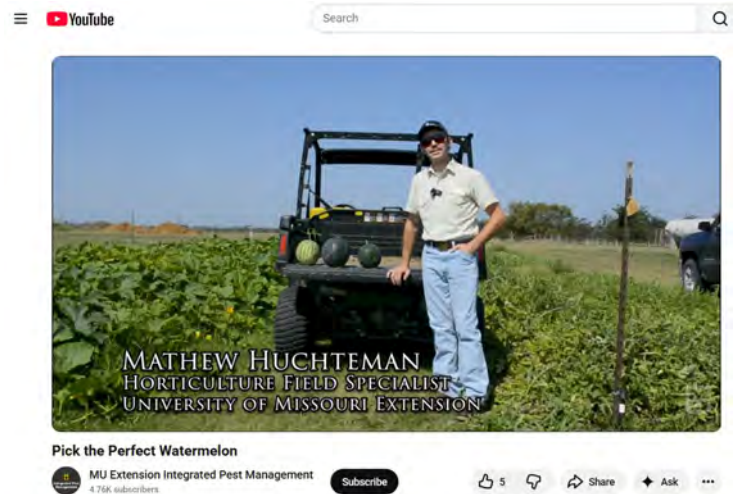 YouTube
Search
MATHEW HUCHTEMAN
HORTICULTURE FIELD SPECIALIST
UNIVERSITY OF MISSOURI EXTENSION
Pick the Perfect Watermelon
MU Extension Integrated Pest Management
4.76K subscribers
Subscribe
5
Share
Ask